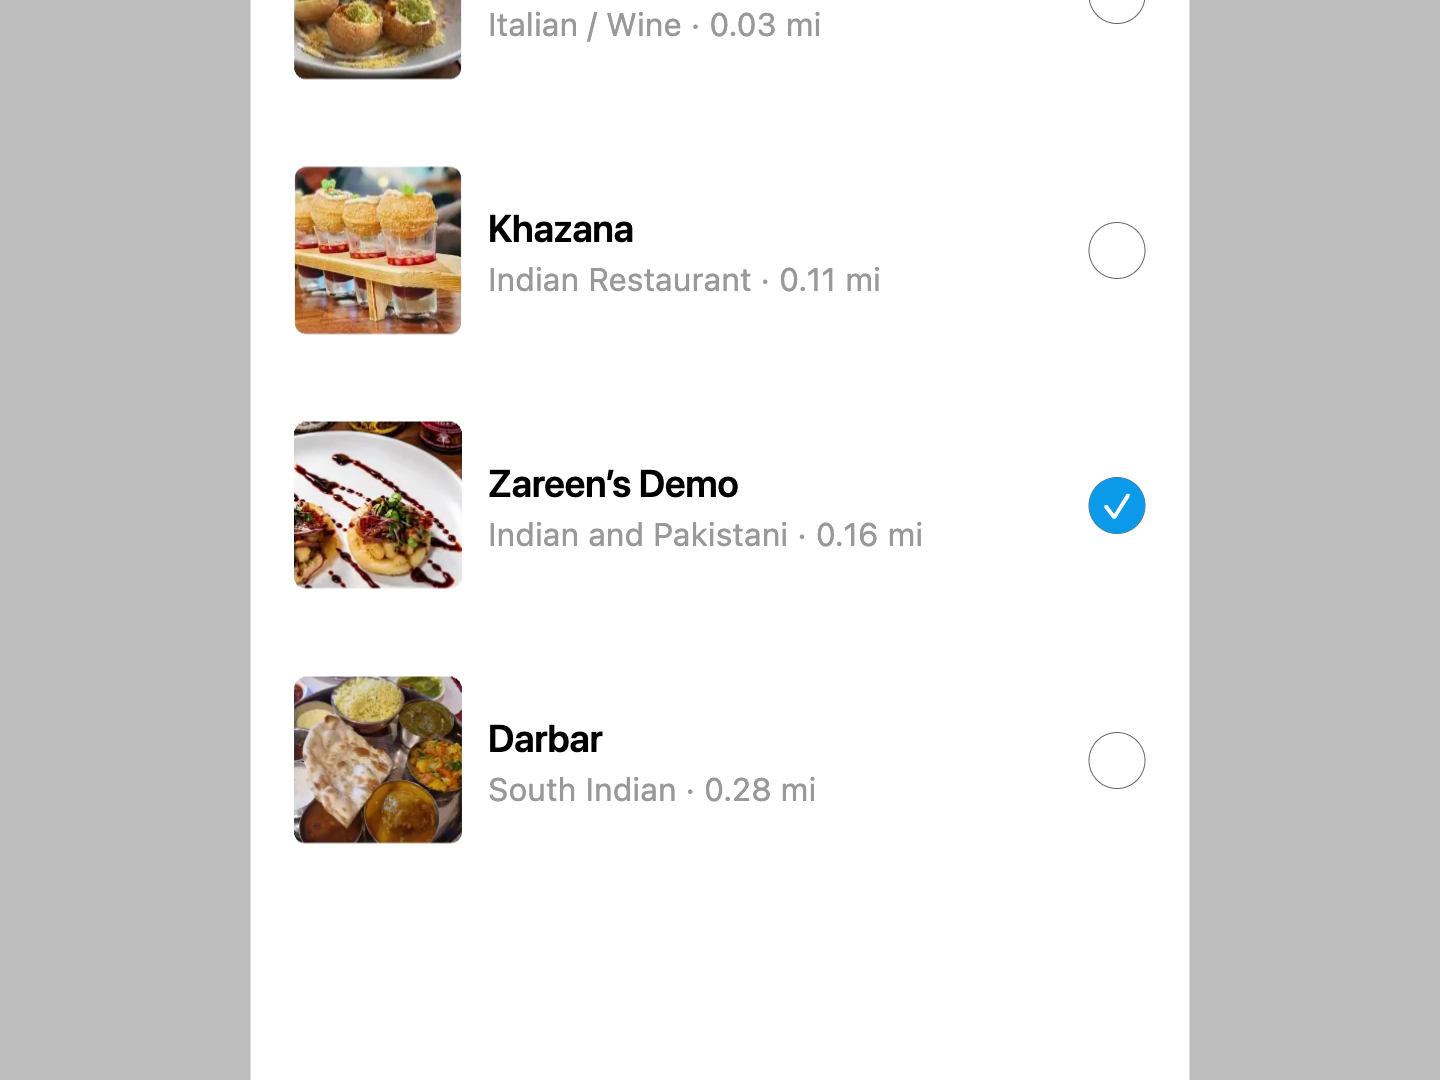 Italian / Wine · 0.03 mi
Khazana
Indian Restaurant · 0.11 mi
Zareen’s Demo
Indian and Pakistani · 0.16 mi
Darbar
South Indian · 0.28 mi